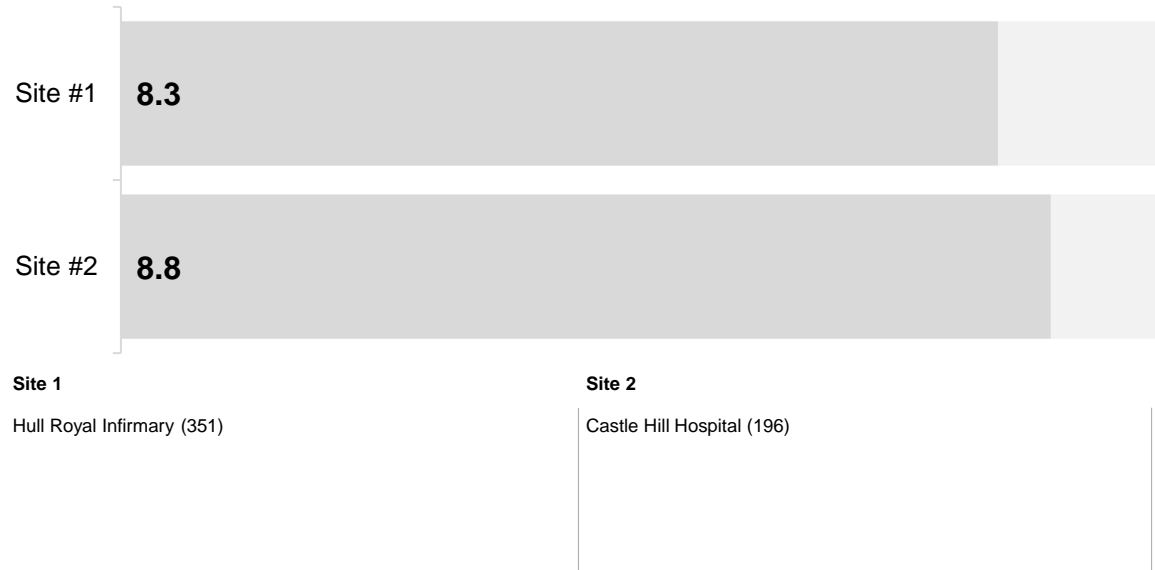 Site #1
8.3
Site #2
8.8
Site 1
Site 2
Hull Royal Infirmary (351)
Castle Hill Hospital (196)